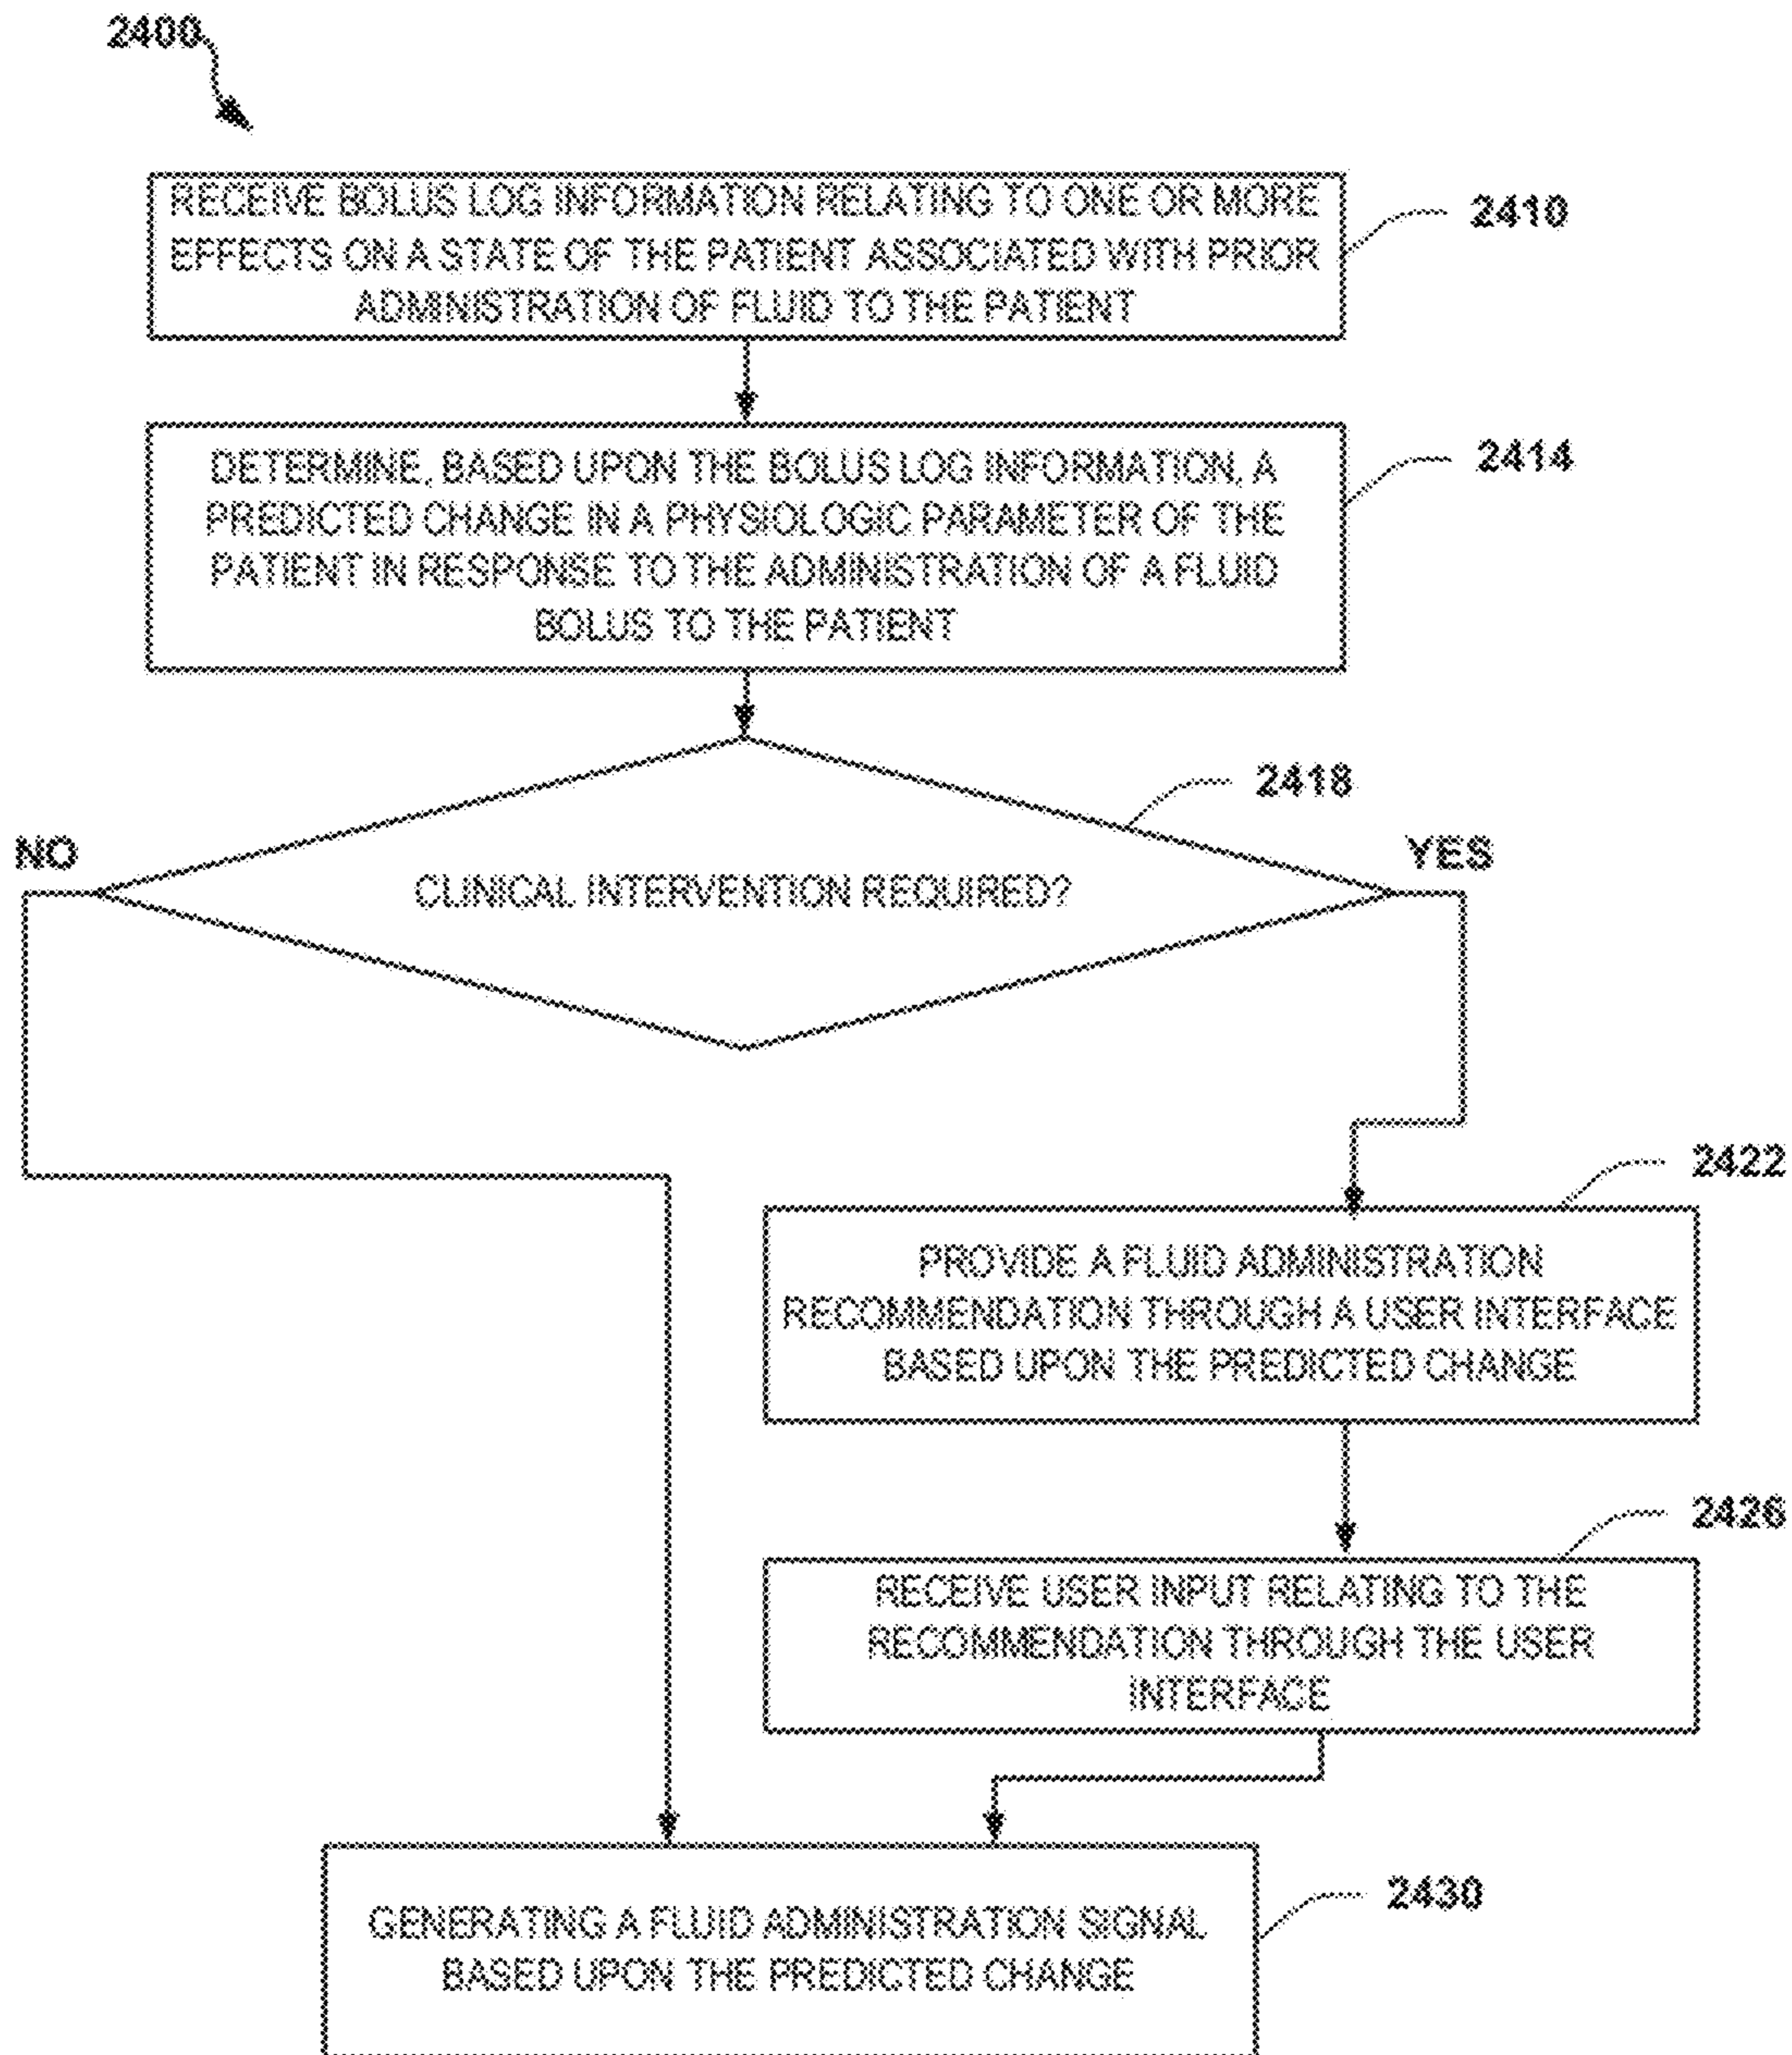 2400
RECEIVE BOLUS LOG INFORMATION RELATING TO ONE OR MORE
2410
EFFECTS ON A STATE OF THE PATIENT ASSOCIATED WITH PRIOR
ADMINISTRATION OF FLUID TO THE PATIENT
DETERMINE, BASED UPON THE BOLUS LOG INFORMATION, A
2414
PREDICTED CHANGE IN A PHYSIOLOGIC PARAMETER OF THE
PATIENT IN RESPONSE TO THE ADMINISTRATION OF A FLUID
BOLUS TO THE PATIENT
2418
NO
YES
CLINICAL INTERVENTION REQUIRED?
2422
PROVIDE A FLUID ADMINISTRATION
RECOMMENDATION THROUGH A USER INTERFACE
BASED UPON THE PREDICTED CHANGE
2426
RECEIVE USER INPUT RELATING TO THE
RECOMMENDATION THROUGH THE USER
INTERFACE
2430
GENERATING A FLUID ADMINISTRATION SIGNAL
BASED UPON THE PREDICTED CHANGE